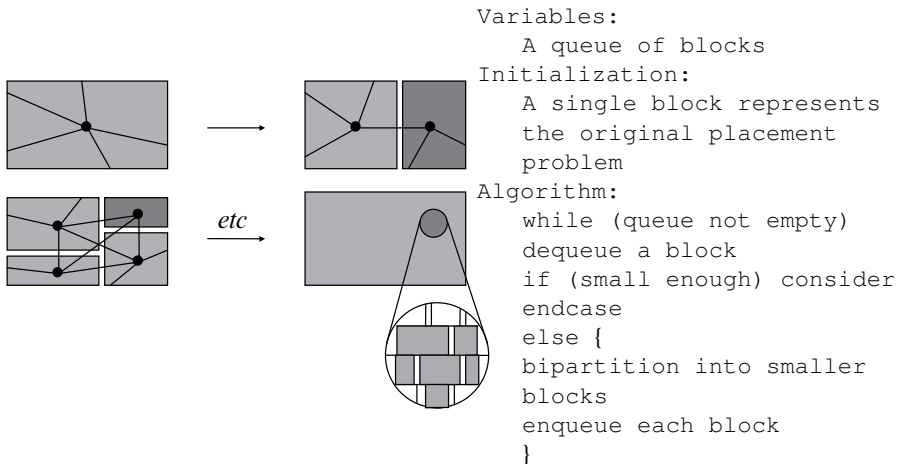 Variables:
A queue of blocks
Initialization:
A single block represents
the original placement
problem
Algorithm:
while (queue not empty)
dequeue a block
if (small enough) consider
endcase
else {
bipartition into smaller
blocks
enqueue each block
}
etc